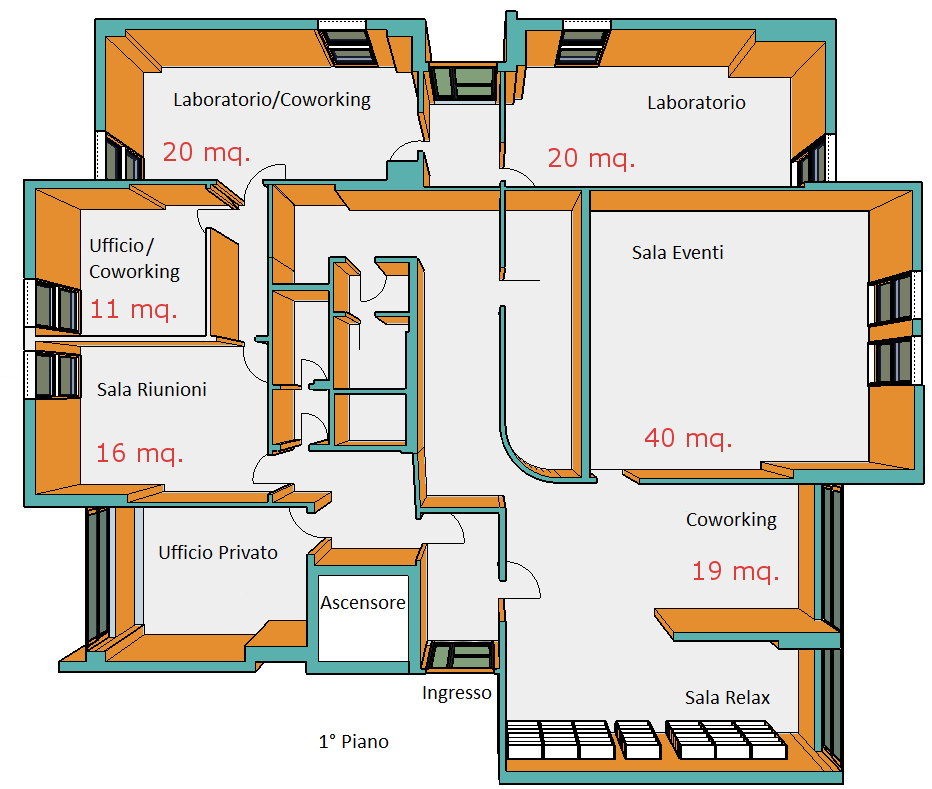 Laboratorio/Coworking
20 mq.
Laboratorio
20 mq.
Ufficio/
Coworking
11 mq.
Sala Eventi
40 mq.
Sala Riunioni
16 mq.
Coworking
19 mq.
Ufficio Privato
Ascensore
Ingresso
Sala Relax
1° Piano